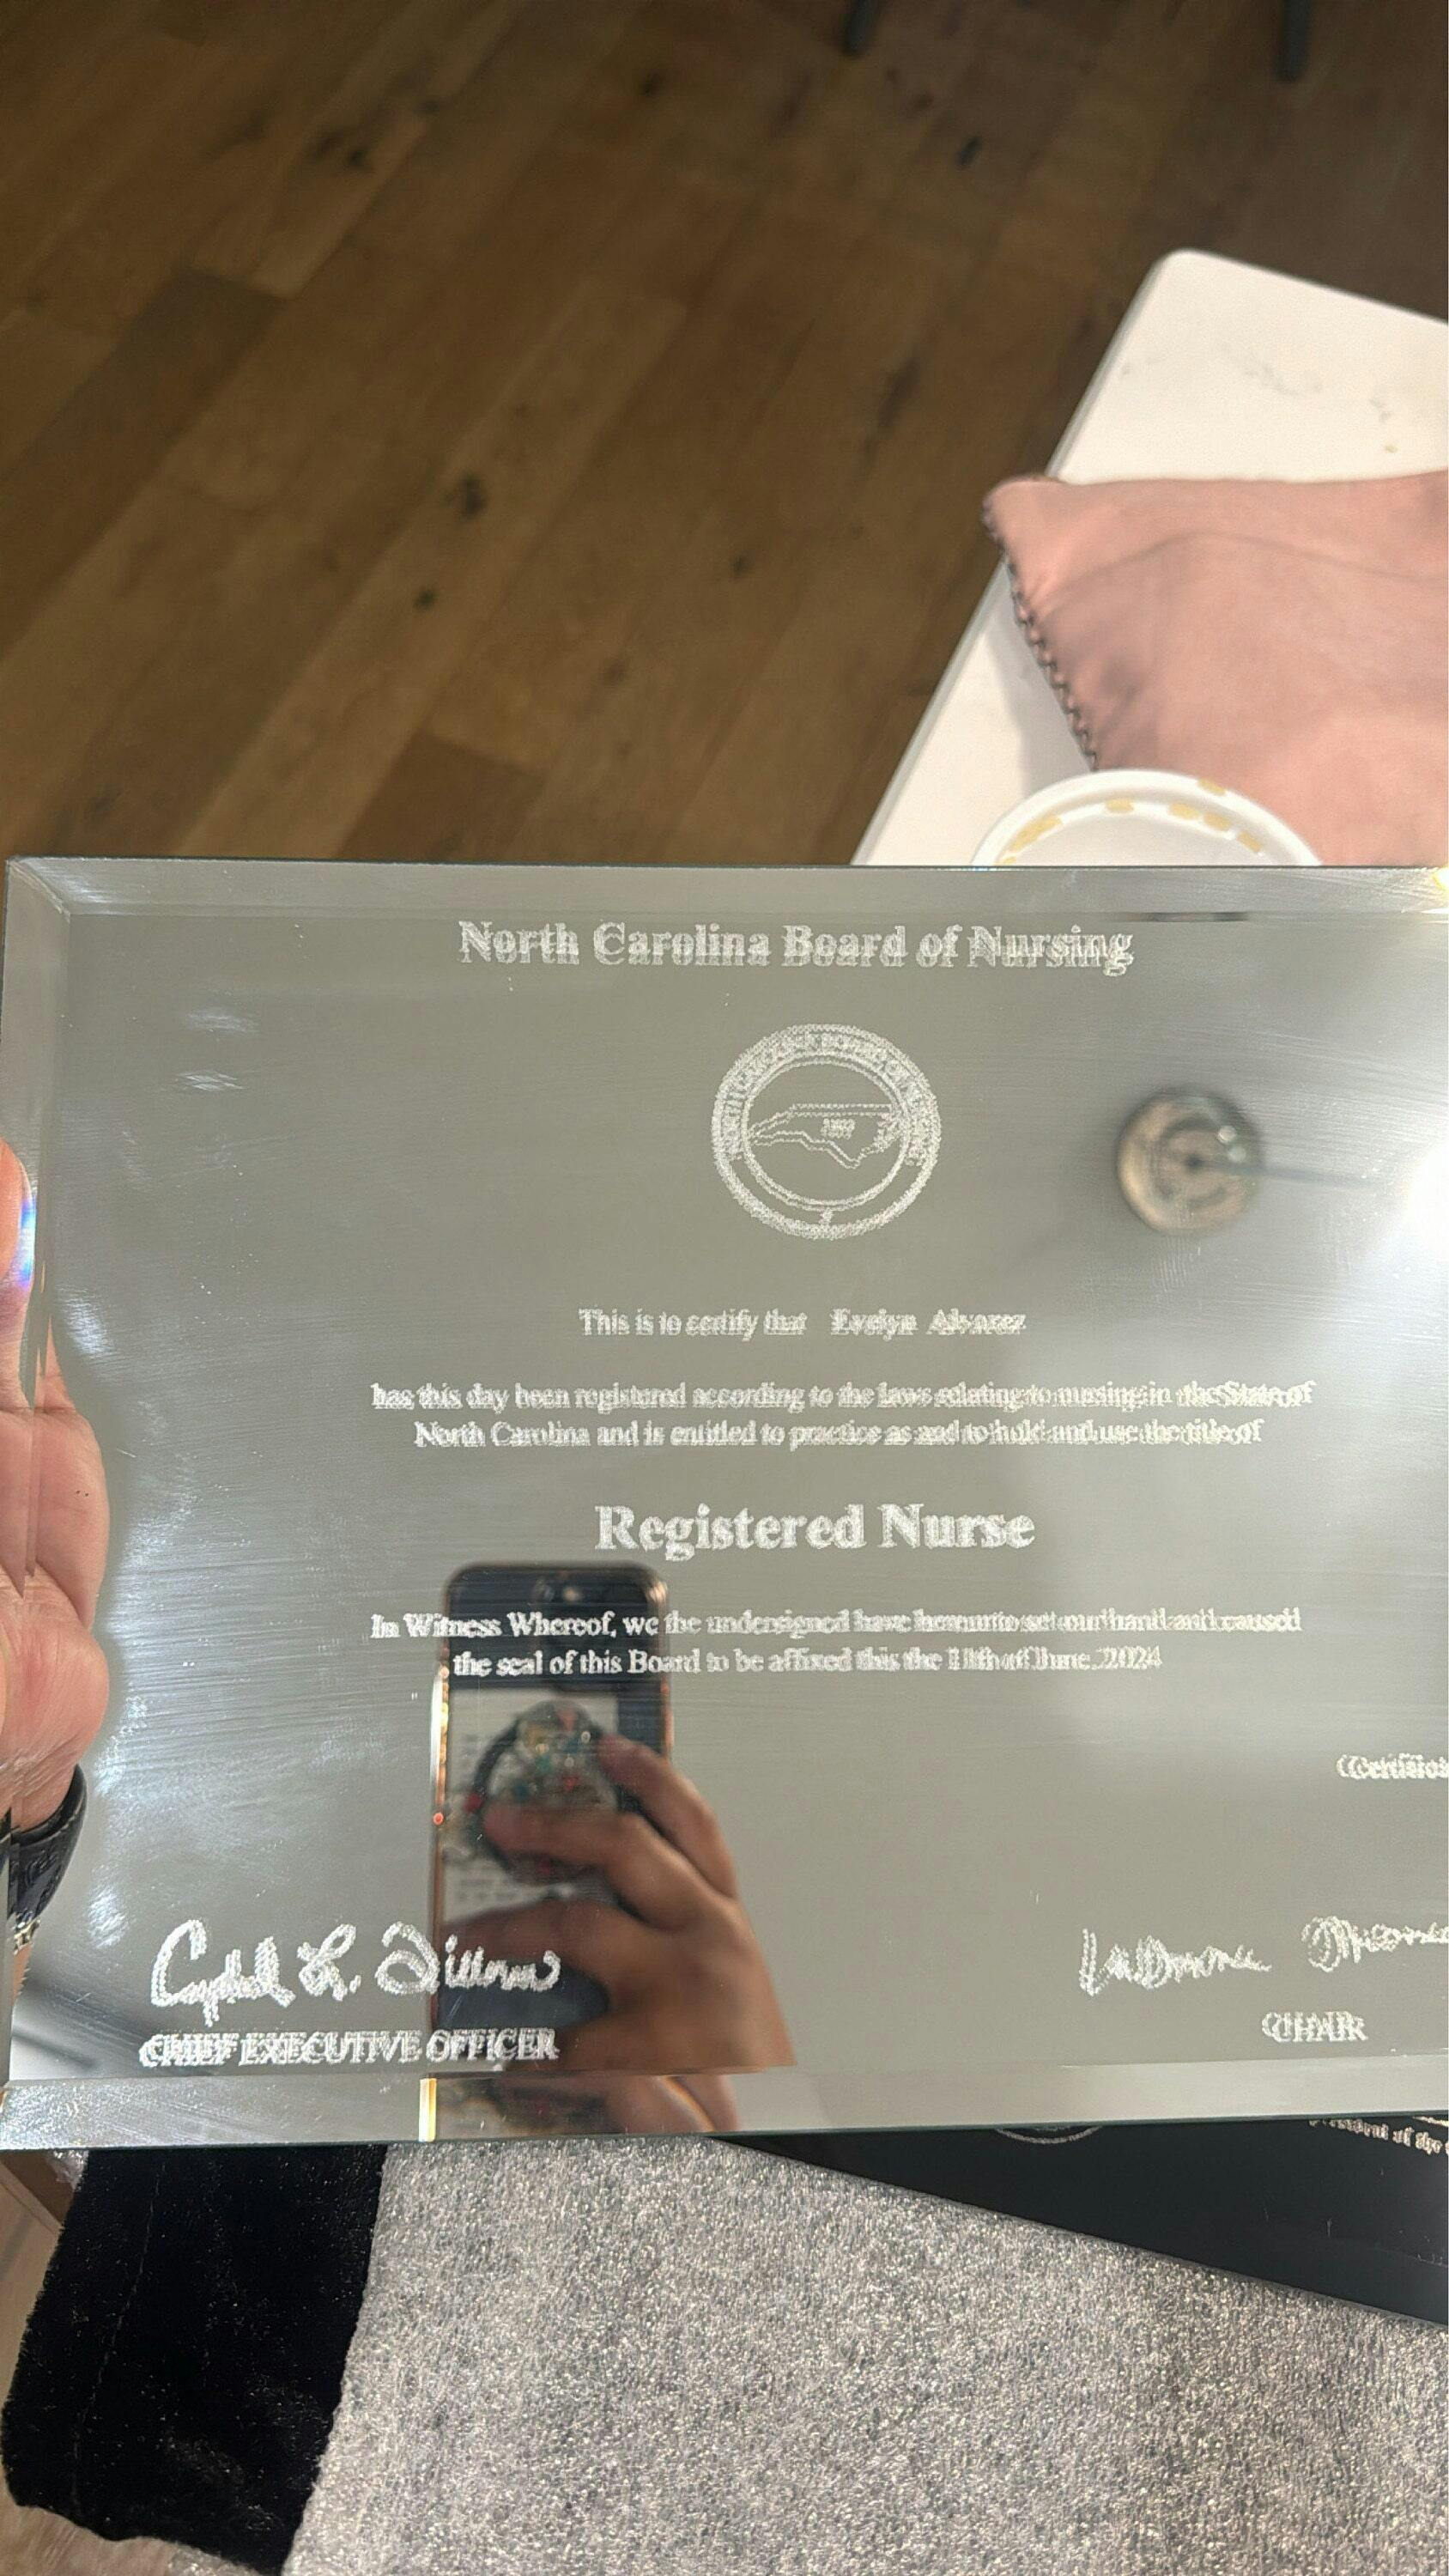 North Carolina Board of Nursing
This is to certify that Evelyn Alvarez
has this day been registered according to the laws relating to nursing in the State of
North Carolina and is entitled to practice as and to hold and use the title of
Registered Nurse
In Witness Whereof, we the undersigned have hereunto set our hand and caused
the seal of this Board to be affixed this the 11th of June, 2024
CHIEF EXECUTIVE OFFICER
CHAIR
of the